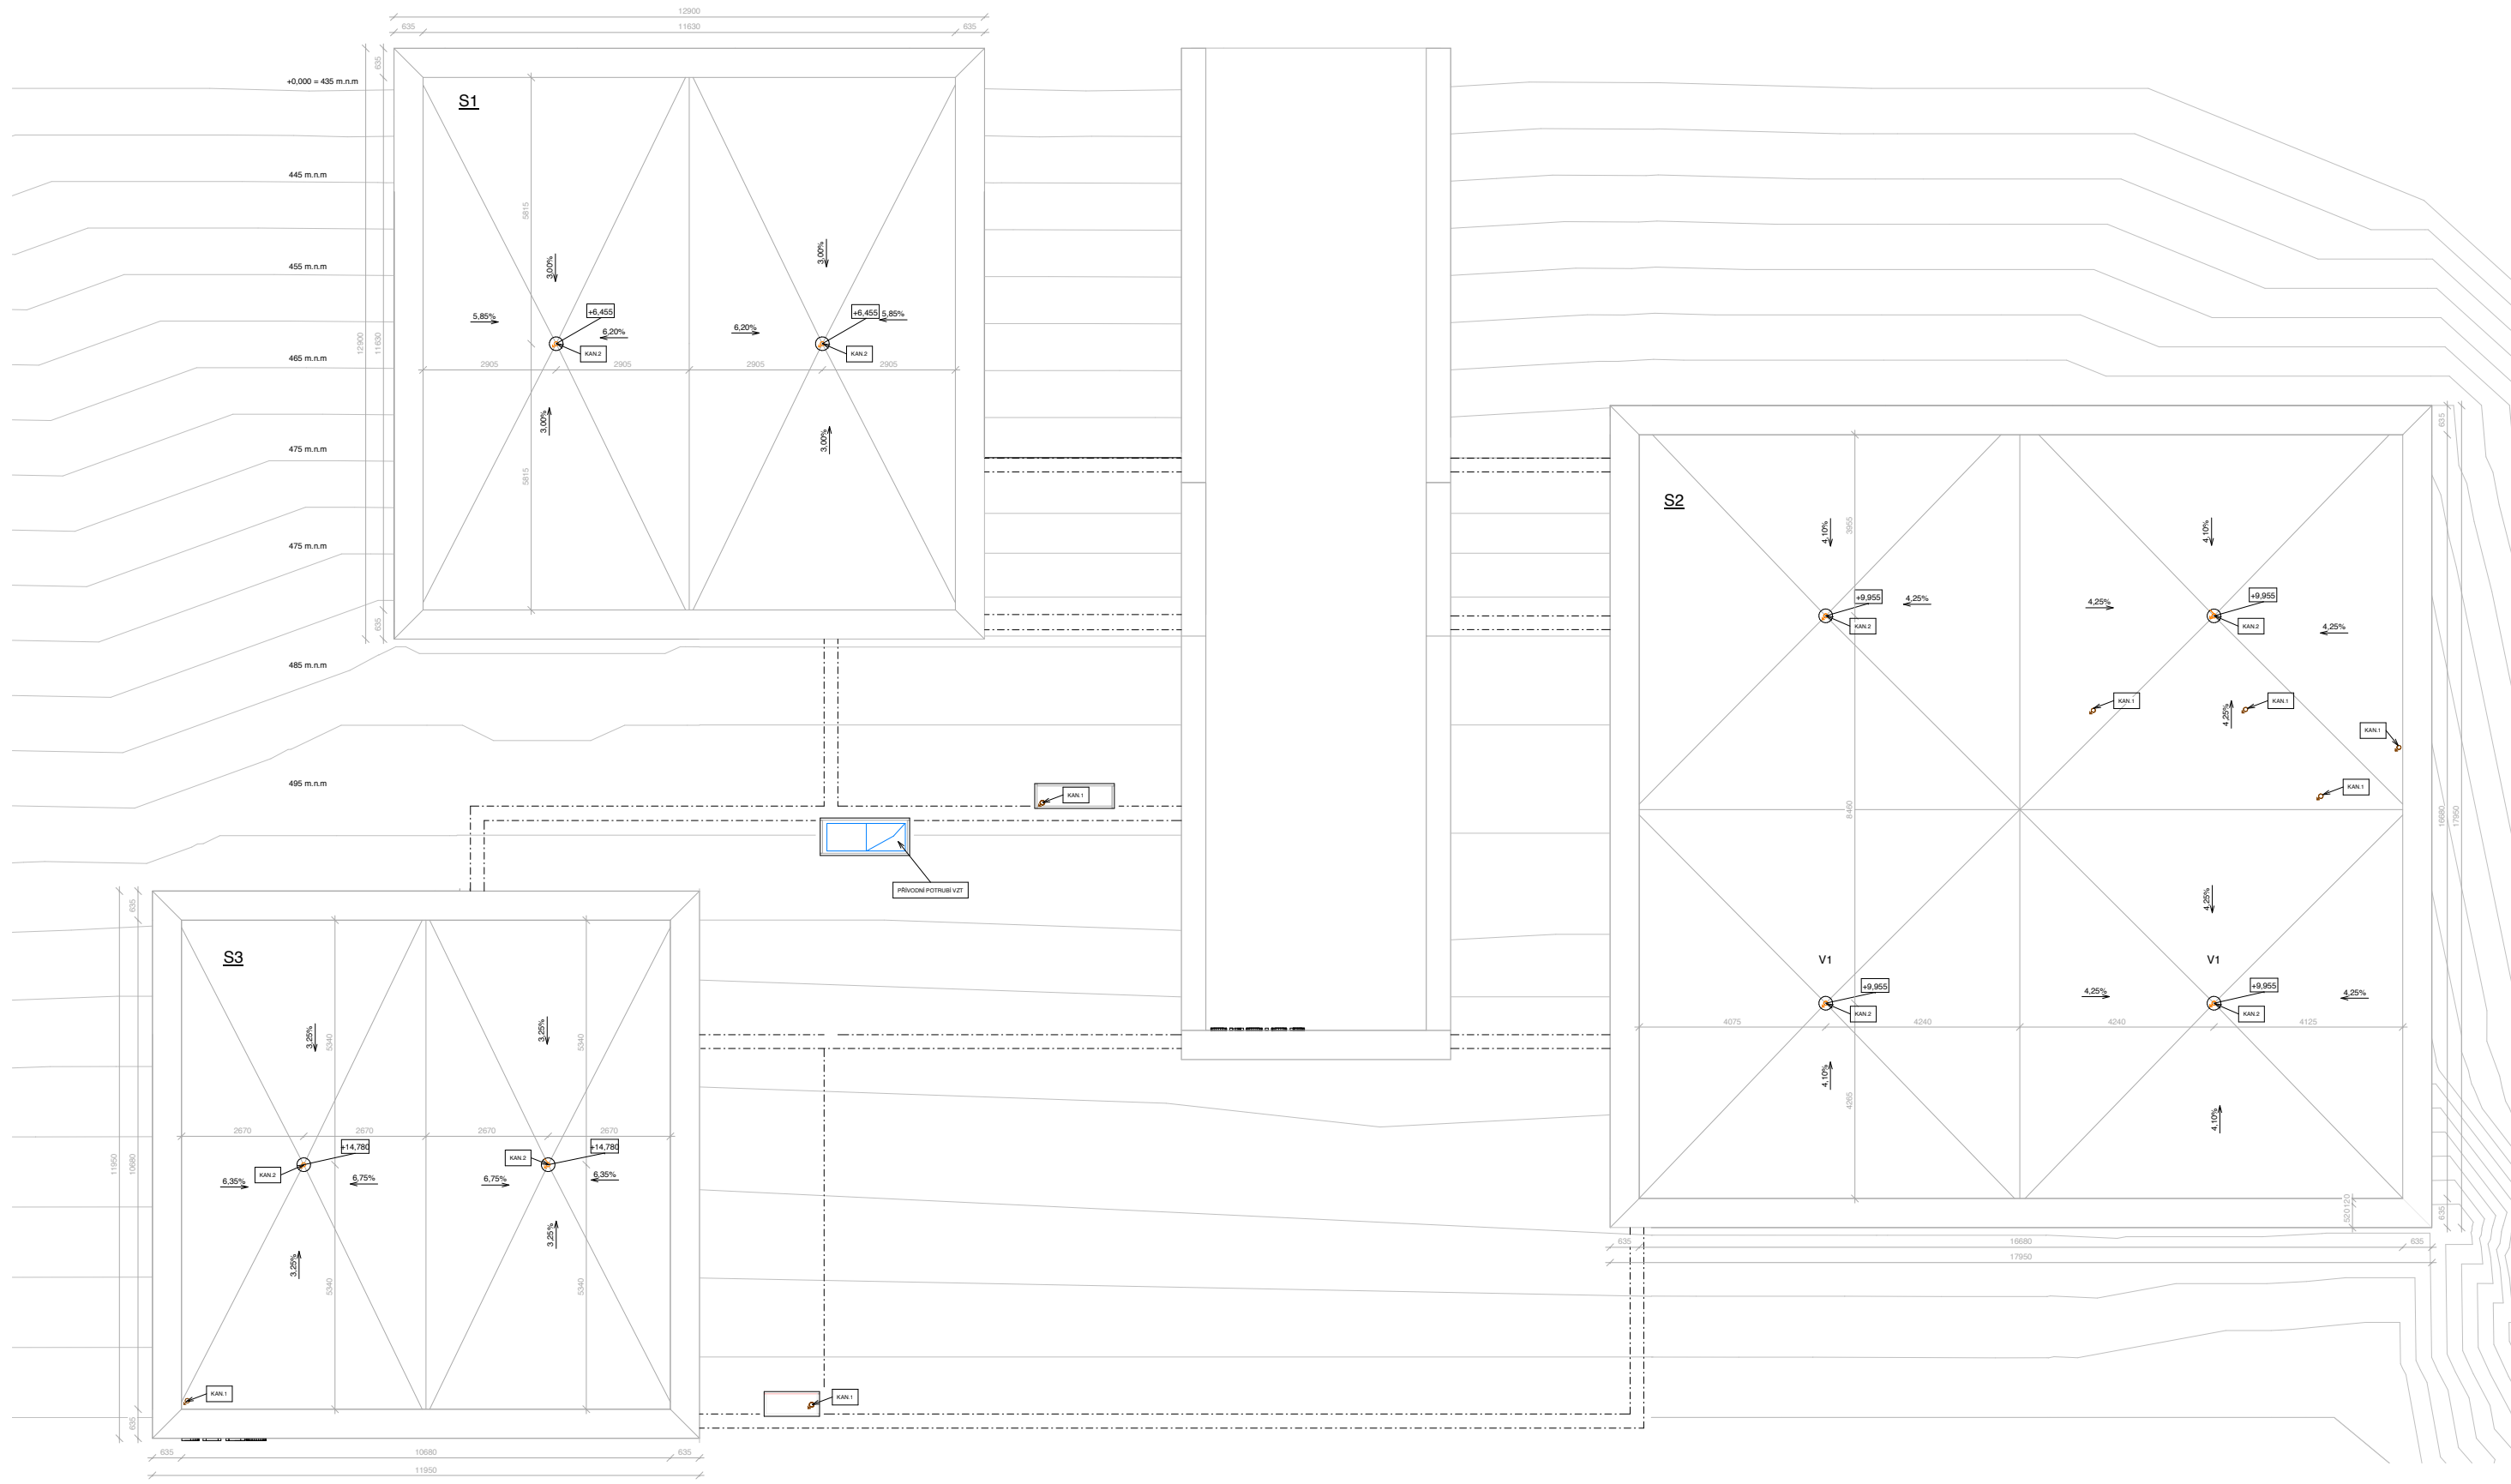 12900
635 11630 635
+0,000 = 435 m.n.m
445 m.n.m
455 m.n.m
465 m.n.m
475 m.n.m
475 m.n.m
485 m.n.m
495 m.n.m
12900
635
11630
635
S1
5815
5815
3,00%
3,00%
5,85%
+6,455
6,20%
KAN.2
6,20%
+6,455
5,85%
KAN.2
2905 2905 2905 2905
3,00%
3,00%
S2
3955
8460
4265
4,10%
4,10%
+9,955
4,25%
KAN.2
4,25%
+9,955
KAN.2
4,25%
KAN.1
4,25%
KAN.1
KAN.1
KAN.1
4,25%
V1
V1
+9,955
KAN.2
4,25%
+9,955
KAN.2
4,25%
4075 4240 4240 4125
4,10%
4,10%
635
16680
17950
635
120
520
635 16680 635
17950
KAN.1
PŘÍVODNÍ POTRUBÍ VZT
S3
11950
635
10680
635
5340
5340
5340
5340
3,25%
3,25%
2670 2670 2670 2670
+14,780
KAN.2
6,35%
6,75%
+14,780
KAN.2
6,75%
6,35%
3,25%
3,25%
KAN.1
KAN.1
635 10680 635
11950